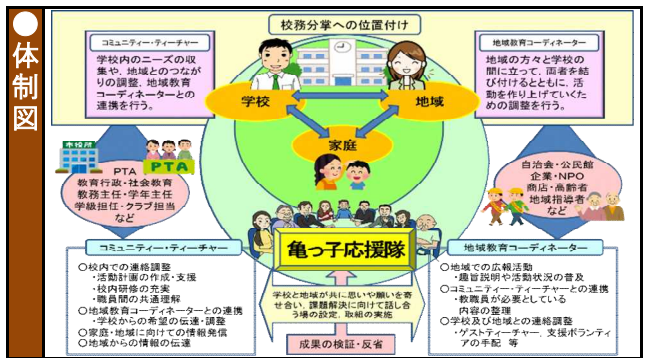 ●体制図
校務分掌への位置付け
コミュニティー・ティーチャー
学校内のニーズの収
集や、地域とのつなが
りの調整、地域教育
コーディネーターとの
連携を行う。
地域教育コーディネーター
地域の方々と学校の
間に立って、両者を結
び付けるとともに、活
動を作り上げていくた
めの調整を行う。
学校
地域
家庭
市役所
PTA
PTA
教育行政・社会教育
教務主任・学年主任
学級担任・クラブ担当
など
自治会・公民館
企業・NPO
商店・高齢者
地域指導者
など
亀っ子応援隊
コミュニティー・ティーチャー
○校内での連絡調整
・活動計画の作成・支援
・校内研修の充実
・職員間の共通理解
○地域教育コーディネーターとの連携
・学校からの希望の伝達・調整
○家庭・地域に向けての情報発信
○地域からの情報の伝達
学校と地域が共に思いや願いを寄
せ合い、課題解決に向けて話し合
う場の設定、取組の実施
成果の検証・反省
地域教育コーディネーター
○地域での広報活動
・趣旨説明や活動状況の普及
○コミュニティー・ティーチャーとの連携
・教職員が必要としている
内容の整理
○学校及び地域との連絡調整
・ゲストティーチャー、支援ボランティ
アの手配 等